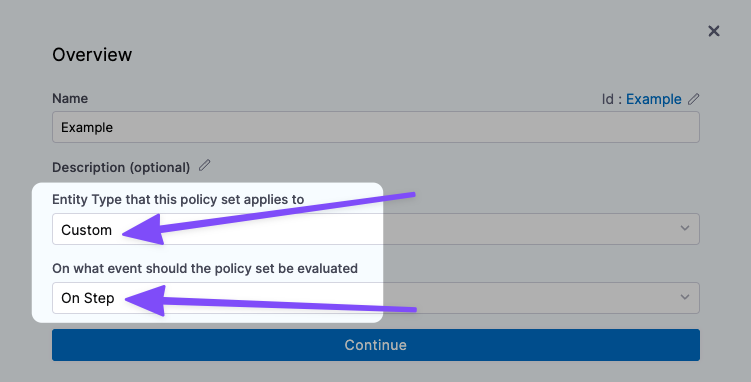 Overview
Name
Id : Example
Example
Description (optional)
Entity Type that this policy set applies to
Custom
On what event should the policy set be evaluated
On Step
Continue